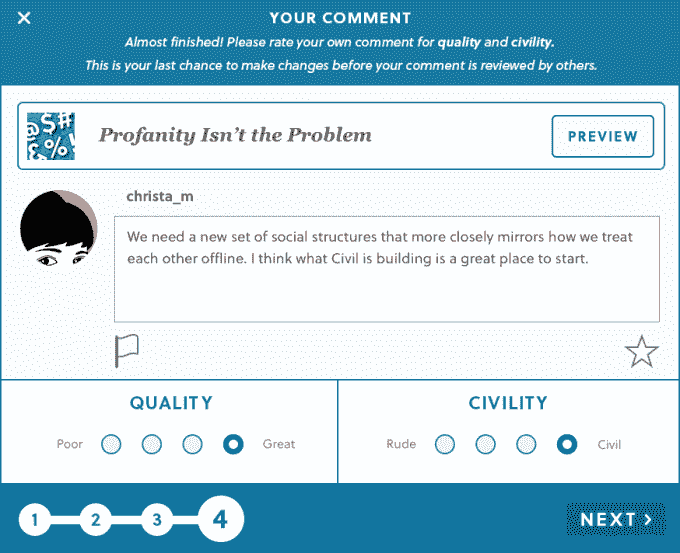 YOUR COMMENT
Almost finished! Please rate your own comment for quality and civility.
This is your last chance to make changes before your comment is reviewed by others.
@$#
&%!
Profanity Isn't the Problem
PREVIEW
christa_m
We need a new set of social structures that more closely mirrors how we treat
each other offline. I think what Civil is building is a great place to start.
QUALITY
Poor
Great
CIVILITY
Rude
Civil
1 2 3 4
NEXT >